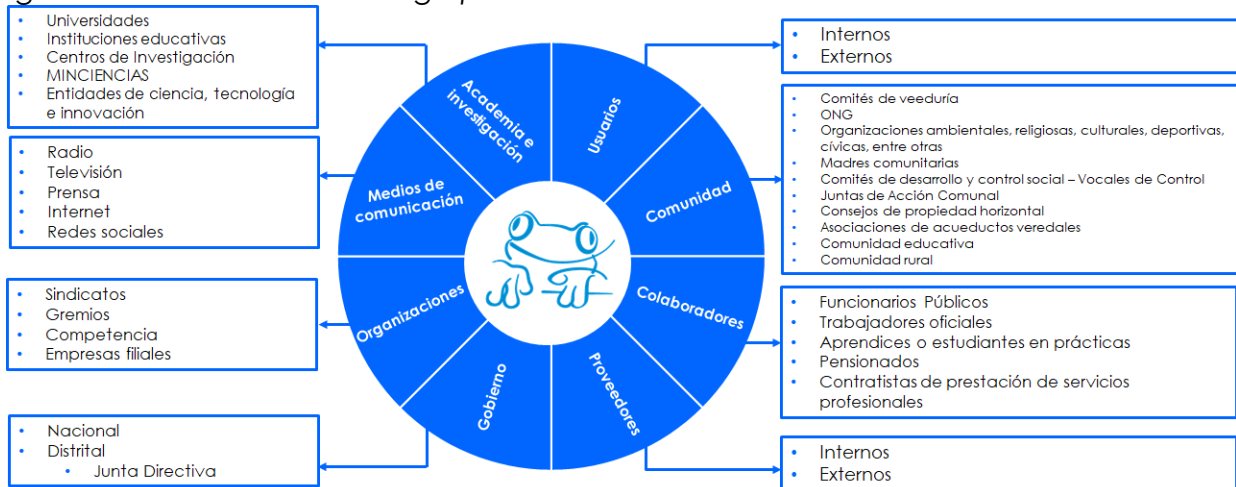 Universidades
Instituciones educativas
Centros de Investigación
MINCIENCIAS
Entidades de ciencia, tecnología
e innovación
Radio
Televisión
Prensa
Internet
Redes sociales
Sindicatos
Gremios
Competencia
Empresas filiales
Nacional
Distrital
Junta Directiva
Academia e
investigación
Usuarios
Medios de
comunicación
Comunidad
Organizaciones
Colaboradores
Gobierno
Proveedores
Internos
Externos
Comités de veeduría
ONG
Organizaciones ambientales, religiosas, culturales, deportivas,
cívicas, entre otras
Madres comunitarias
Comités de desarrollo y control social – Vocales de Control
Juntas de Acción Comunal
Consejos de propiedad horizontal
Asociaciones de acueductos veredales
Comunidad educativa
Comunidad rural
Funcionarios Públicos
Trabajadores oficiales
Aprendices o estudiantes en prácticas
Pensionados
Contratistas de prestación de servicios
profesionales
Internos
Externos